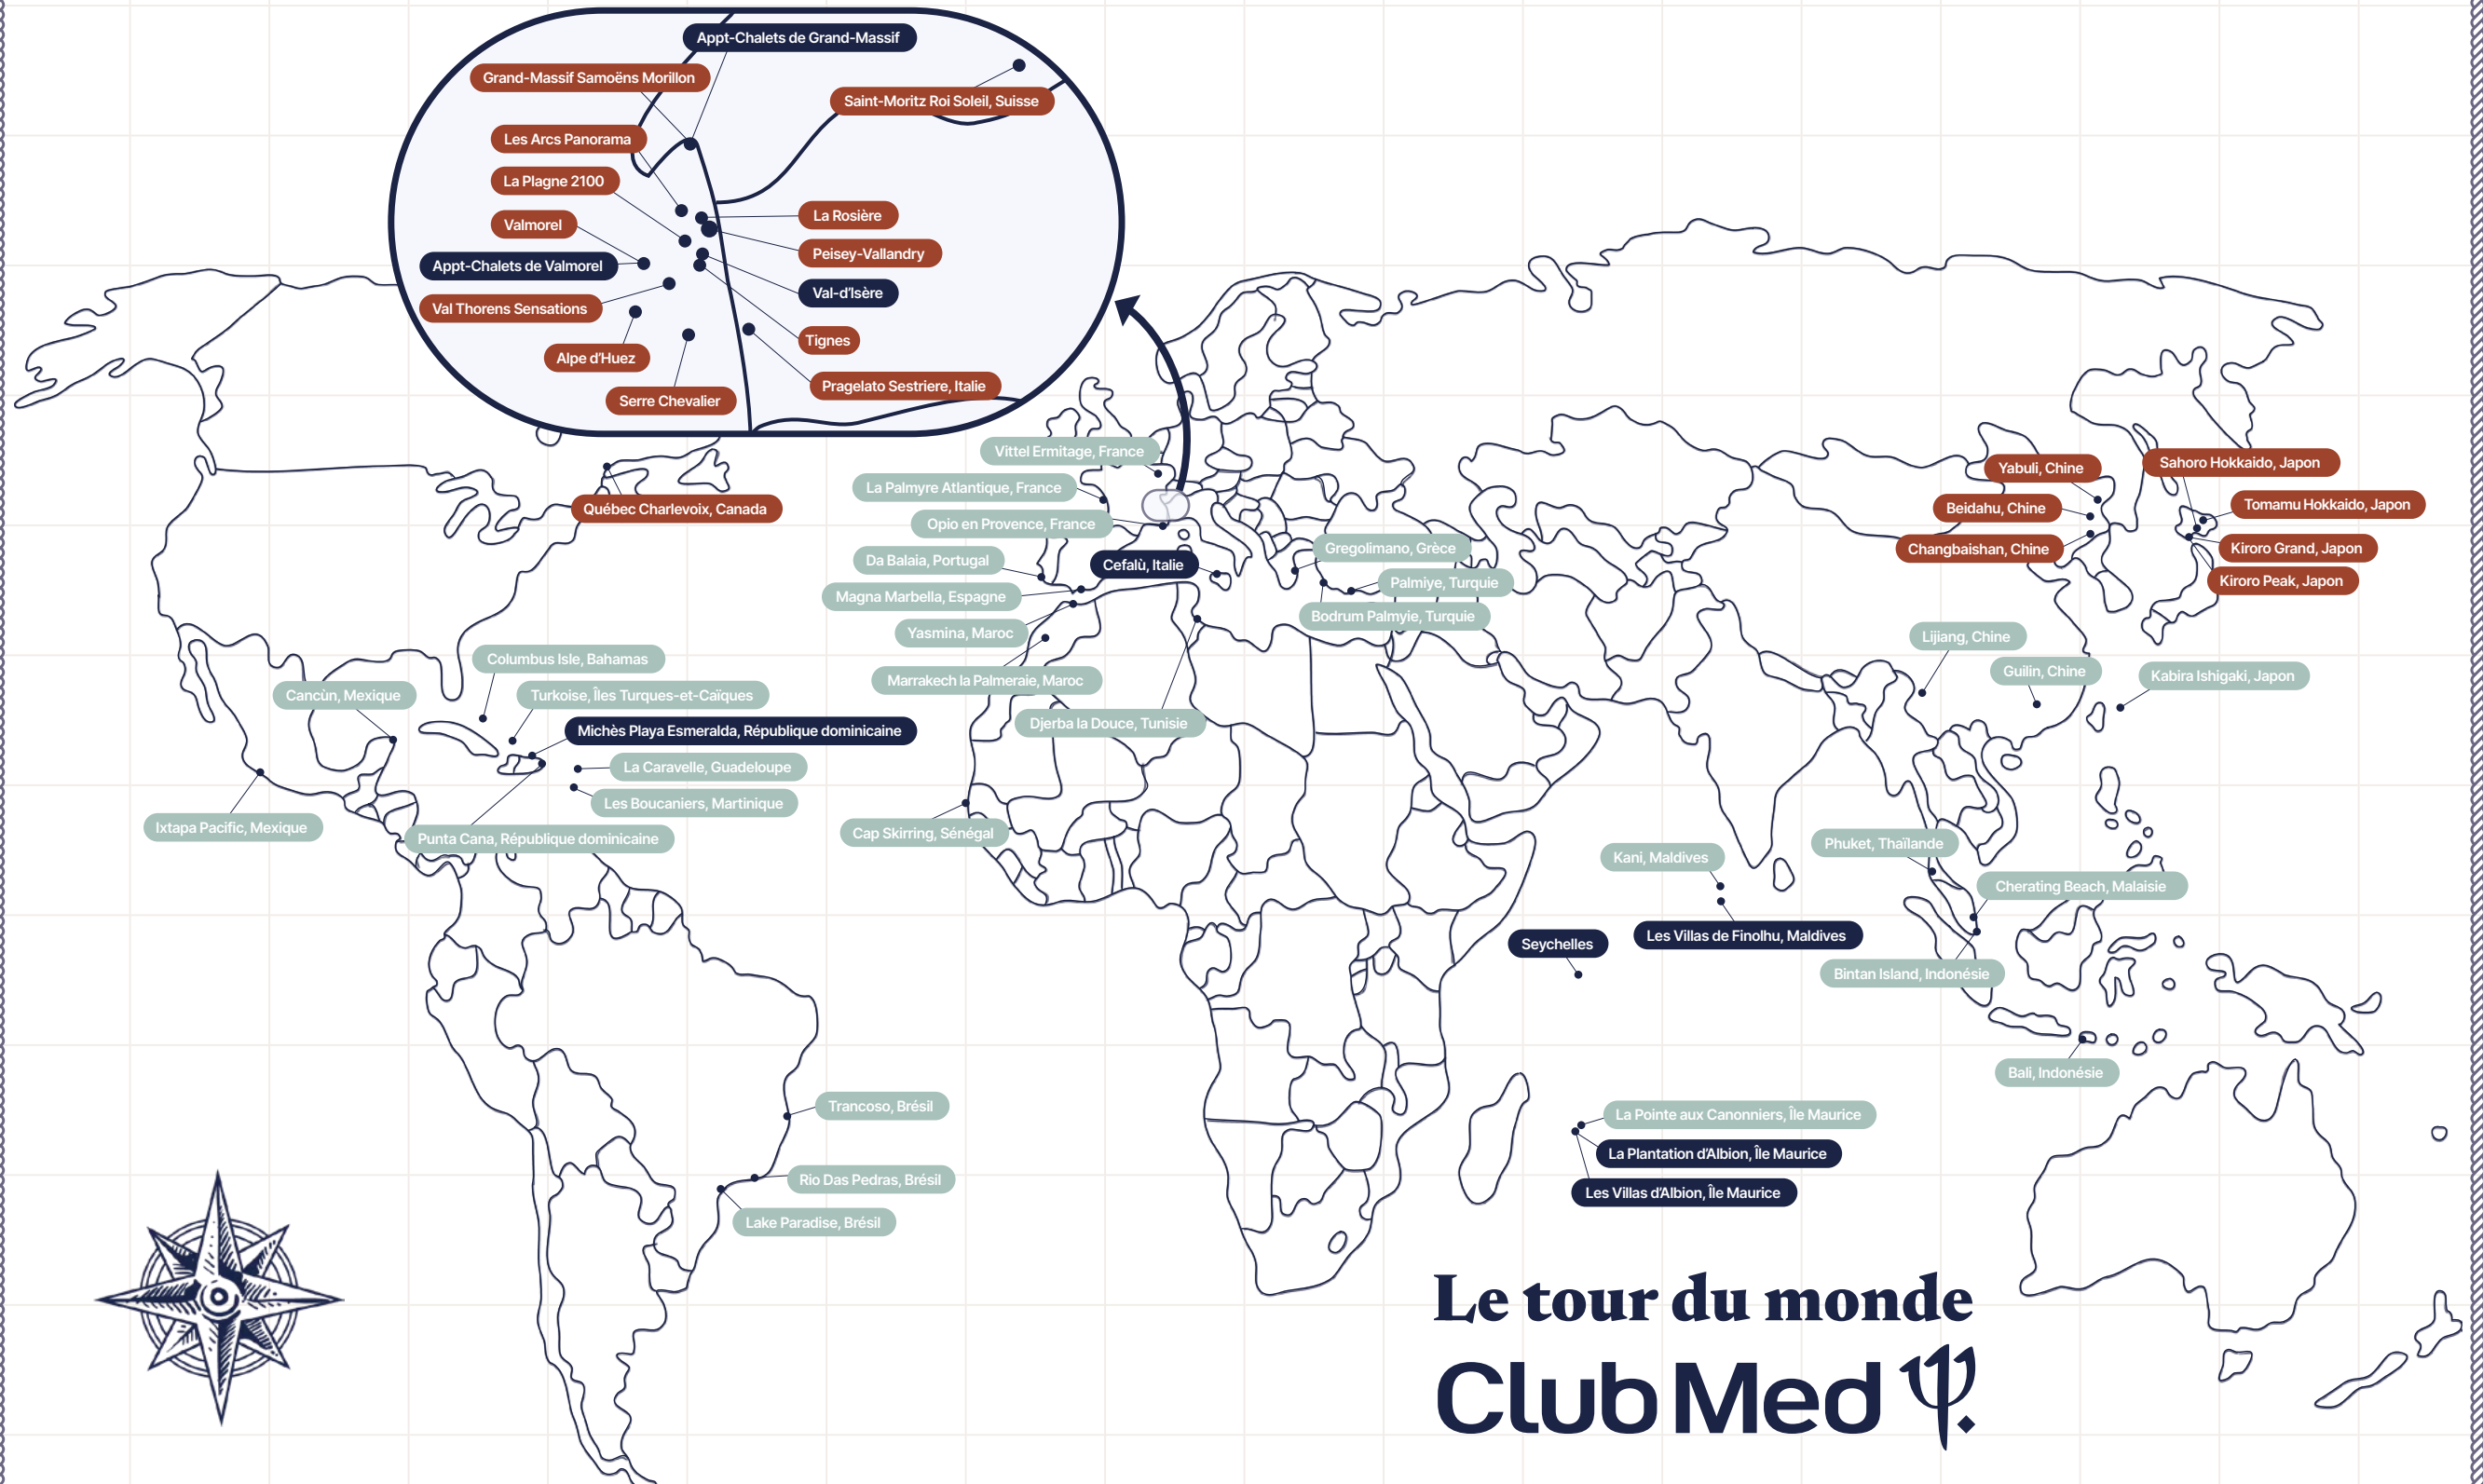 Appt-Chalets de Grand-Massif
Grand-Massif Samoëns Morillon
Saint-Moritz Roi Soleil, Suisse
Les Arcs Panorama
La Plagne 2100
La Rosière
Valmorel
Peisey-Vallandry
Appt-Chalets de Valmorel
Val-d'Isère
Val Thorens Sensations
Tignes
Alpe d'Huez
Pragelato Sestriere, Italie
Serre Chevalier
Québec Charlevoix, Canada
Vittel Ermitage, France
La Palmyre Atlantique, France
Opio en Provence, France
Da Balaia, Portugal
Cefalù, Italie
Gregolimano, Grèce
Palmiye, Turquie
Magna Marbella, Espagne
Bodrum Palmyie, Turquie
Yasmina, Maroc
Marrakech la Palmeraie, Maroc
Djerba la Douce, Tunisie
Cap Skirring, Sénégal
Yabuli, Chine
Sahoro Hokkaido, Japon
Beidahu, Chine
Tomamu Hokkaido, Japon
Changbaishan, Chine
Kiroro Grand, Japon
Kiroro Peak, Japon
Lijiang, Chine
Guilin, Chine
Kabira Ishigaki, Japon
Columbus Isle, Bahamas
Cancùn, Mexique
Turkoise, Îles Turques-et-Caïques
Michès Playa Esmeralda, République dominicaine
La Caravelle, Guadeloupe
Les Boucaniers, Martinique
Ixtapa Pacific, Mexique
Punta Cana, République dominicaine
Phuket, Thaïlande
Kani, Maldives
Cherating Beach, Malaisie
Les Villas de Finolhu, Maldives
Seychelles
Bintan Island, Indonésie
Bali, Indonésie
Trancoso, Brésil
Rio Das Pedras, Brésil
Lake Paradise, Brésil
La Pointe aux Canonniers, Île Maurice
La Plantation d'Albion, Île Maurice
Les Villas d'Albion, Île Maurice
Le tour du monde
Club Med